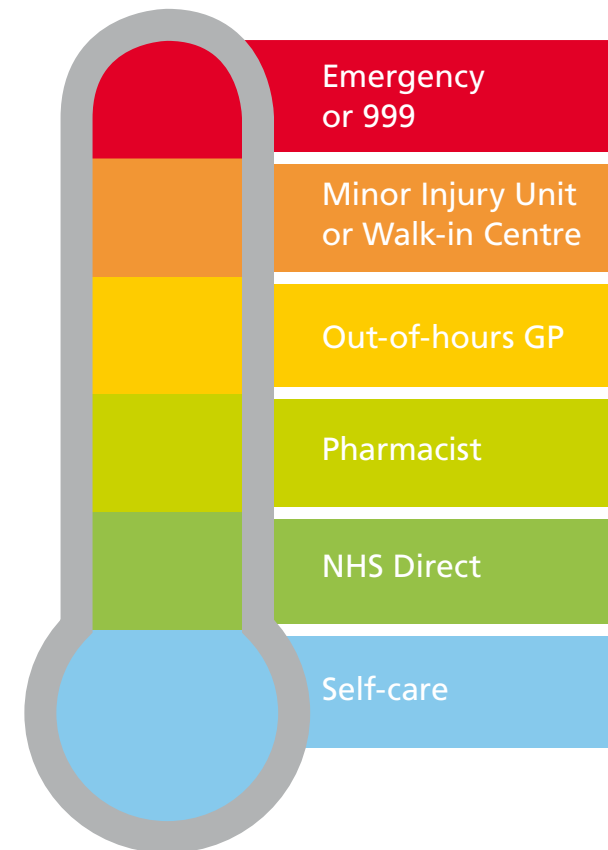 Emergency
or 999
Minor Injury Unit
or Walk-in Centre
Out-of-hours GP
Pharmacist
NHS Direct
Self-care